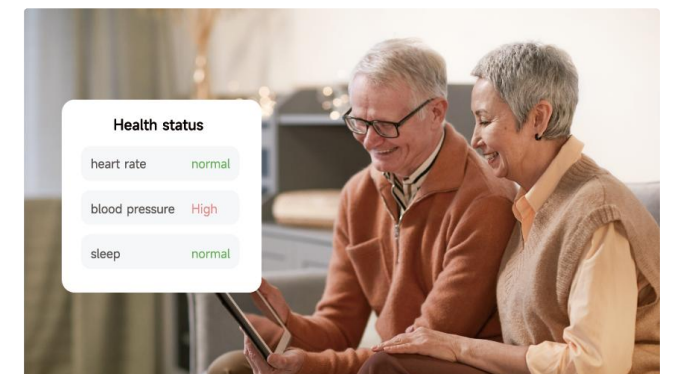 Health status
heart rate normal
blood pressure High
sleep normal